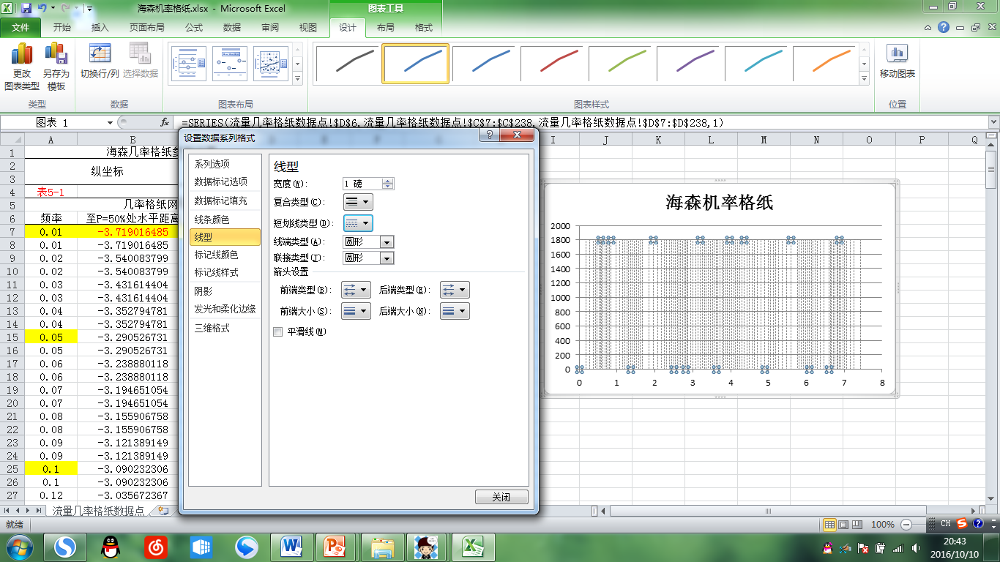 海森机率格纸.xlsx - Microsoft Excel
图表工具
文件 开始 插入 页面布局 公式 数据 审阅 视图 设计 布局 格式
更改 图表类型 另存为 模板 切换行/列 选择数据 移动图表
类型 数据 图表布局 图表样式 位置
图表 1 fx =SERIES(流量几率格纸数据点!$D$6,流量几率格纸数据点!$C$7:$C$238,流量几率格纸数据点!$D$7:$D$238,1)
A B I J K L M N O P Q
1 海森几率格纸
2 纵坐标
3
4 表5-1
5 几率格纸网
6 频率 至P=50%处水平距离
7 0.01 -3.719016485
8 0.01 -3.719016485
9 0.02 -3.540083799
10 0.02 -3.540083799
11 0.03 -3.431614404
12 0.03 -3.431614404
13 0.04 -3.352794781
14 0.04 -3.352794781
15 0.05 -3.290526731
16 0.05 -3.290526731
17 0.06 -3.238880118
18 0.06 -3.238880118
19 0.07 -3.194651054
20 0.07 -3.194651054
21 0.08 -3.155906758
22 0.08 -3.155906758
23 0.09 -3.121389149
24 0.09 -3.121389149
25 0.1 -3.090232306
26 0.1 -3.090232306
27 0.12 -3.035672367
设置数据系列格式
系列选项
数据标记选项
数据标记填充
线条颜色
线型
标记线颜色
标记线样式
阴影
发光和柔化边缘
三维格式
线型
宽度(W): 1 磅
复合类型(C):
短划线类型(D):
线端类型(A): 圆形
联接类型(J): 圆形
箭头设置
前端类型(B): 后端类型(E):
前端大小(S): 后端大小(N):
平滑线(M)
关闭
海森机率格纸
2000
1800
1600
1400
1200
1000
800
600
400
200
0
0 1 2 3 4 5 6 7 8
流量几率格纸数据点
就绪 100% CH
20:43
2016/10/10